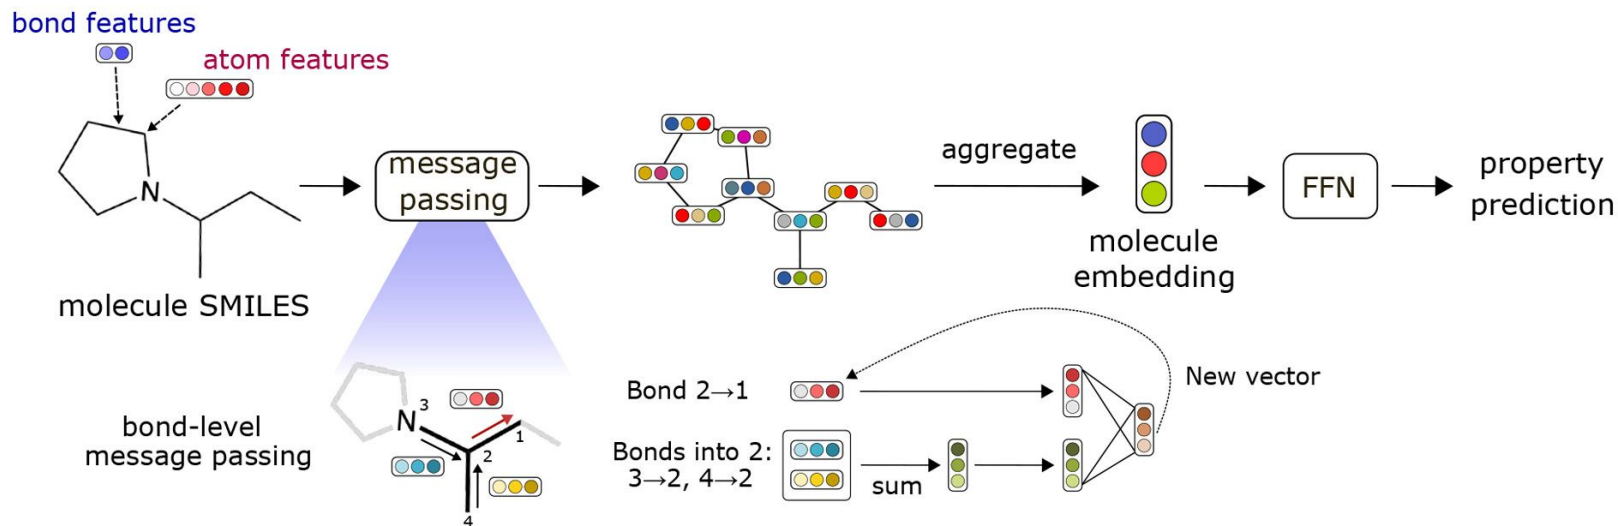 bond features
atom features
N
molecule SMILES
message
passing
aggregate
molecule
embedding
FFN
property
prediction
bond-level
message passing
N
3
2
1
4
Bond 2→1
Bonds into 2:
3→2, 4→2
sum
New vector